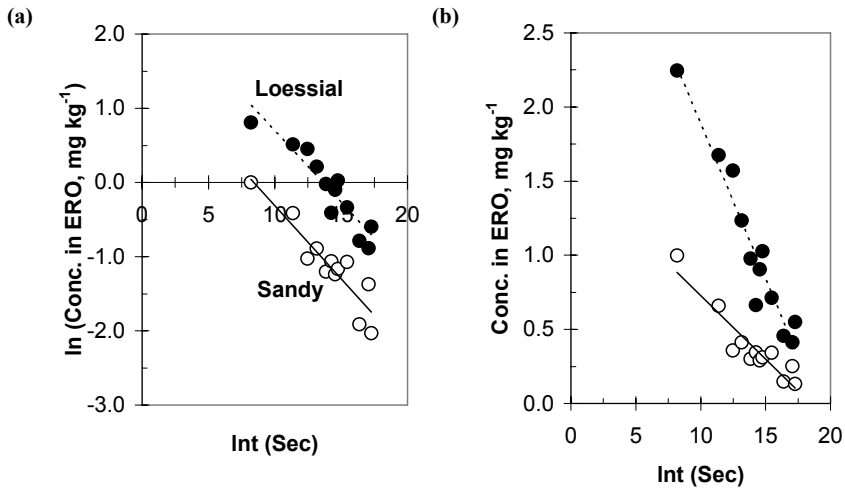 (a)
ln (Conc. in ERO, mg kg-1)
2.0
1.0
0.0
-1.0
-2.0
-3.0
0
5
10
15
20
Loessial
Sandy
lnt (Sec)
(b)
Conc. in ERO, mg kg-1
2.5
2.0
1.5
1.0
0.5
0.0
0
5
10
15
20
lnt (Sec)